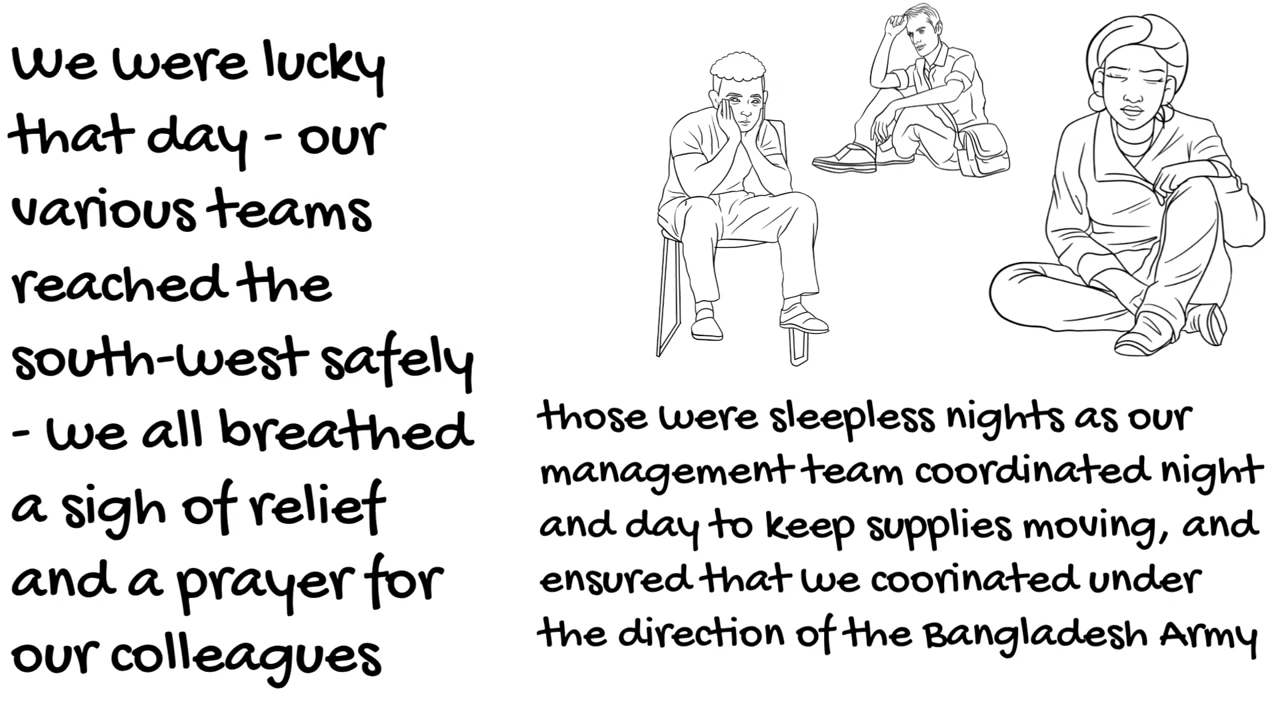 We were lucky
that day - our
various teams
reached the
south-west safely
- we all breathed
a sigh of relief
and a prayer for
our colleagues
those were sleepless nights as our
management team coordinated night
and day to keep supplies moving, and
ensured that we coorinated under
the direction of the Bangladesh Army